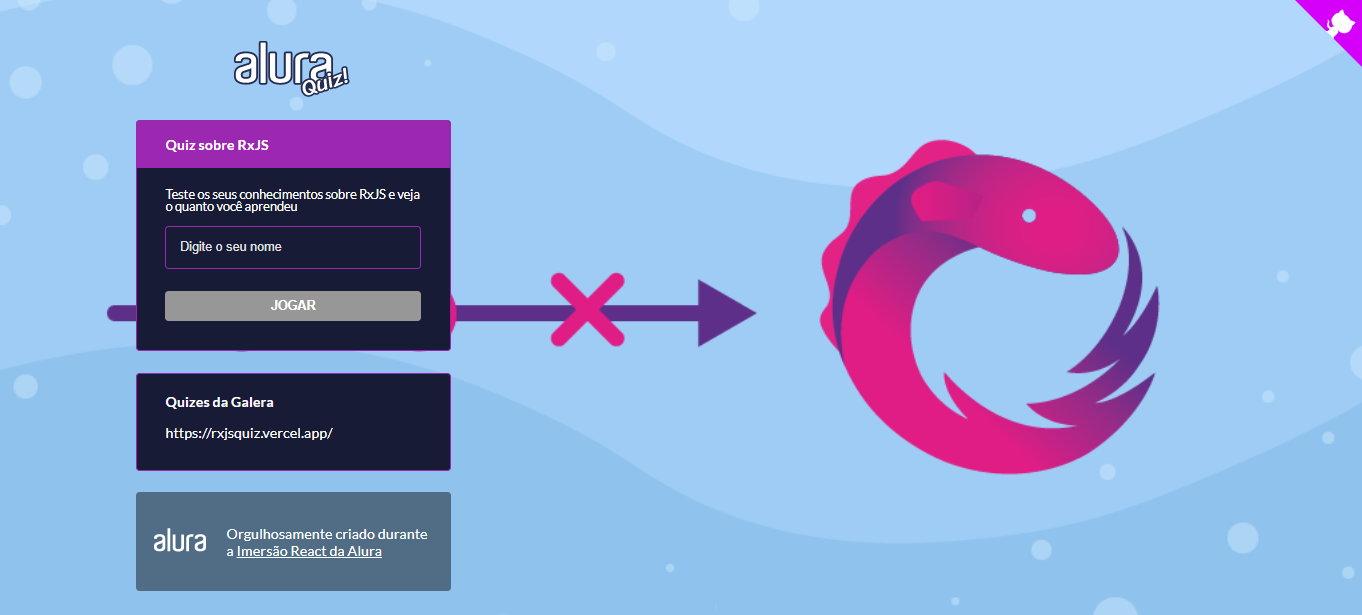 alura
Quiz!
Quiz sobre RxJS
Teste os seus conhecimentos sobre RxJS e veja
o quanto você aprendeu
Digite o seu nome
JOGAR
Quizes da Galera
https://rxjsquiz.vercel.app/
alura
Orgulhosamente criado durante
a Imersão React da Alura